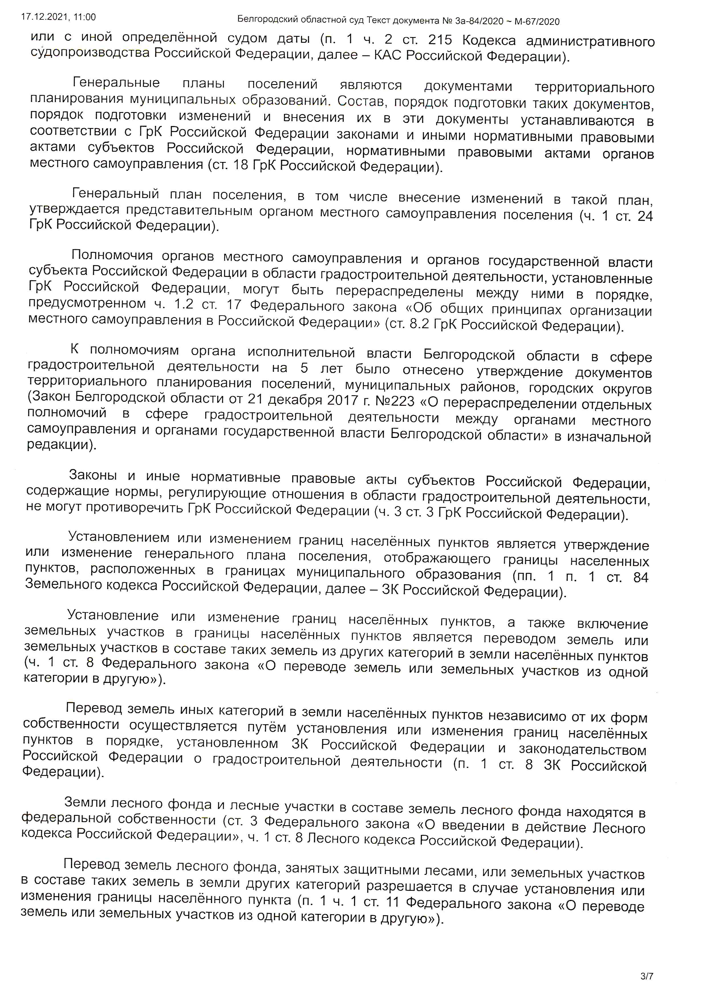 17.12.2021, 11:00
Белгородский областной суд Текст документа № 3а-84/2020 ~ М-67/2020
или с иной определённой судом даты (п. 1 ч. 2 ст. 215 Кодекса административного
судопроизводства Российской Федерации, далее – КАС Российской Федерации).
Генеральные планы поселений являются документами территориального
планирования муниципальных образований. Состав, порядок подготовки таких документов,
порядок подготовки изменений и внесения их в эти документы устанавливаются в
соответствии с ГрК Российской Федерации законами и иными нормативными правовыми
актами субъектов Российской Федерации, нормативными правовыми актами органов
местного самоуправления (ст. 18 ГрК Российской Федерации).
Генеральный план поселения, в том числе внесение изменений в такой план,
утверждается представительным органом местного самоуправления поселения (ч. 1 ст. 24
ГрК Российской Федерации).
Полномочия органов местного самоуправления и органов государственной власти
субъекта Российской Федерации в области градостроительной деятельности, установленные
ГрК Российской Федерации, могут быть перераспределены между ними в порядке,
предусмотренном ч. 1.2 ст. 17 Федерального закона «Об общих принципах организации
местного самоуправления в Российской Федерации» (ст. 8.2 ГрК Российской Федерации).
К полномочиям органа исполнительной власти Белгородской области в сфере
градостроительной деятельности на 5 лет было отнесено утверждение документов
территориального планирования поселений, муниципальных районов, городских округов
(Закон Белгородской области от 21 декабря 2017 г. №223 «О перераспределении отдельных
полномочий в сфере градостроительной деятельности между органами местного
самоуправления и органами государственной власти Белгородской области» в изначальной
редакции).
Законы и иные нормативные правовые акты субъектов Российской Федерации,
содержащие нормы, регулирующие отношения в области градостроительной деятельности,
не могут противоречить ГрК Российской Федерации (ч. 3 ст. 3 ГрК Российской Федерации).
Установлением или изменением границ населённых пунктов является утверждение
или изменение генерального плана поселения, отображающего границы населенных
пунктов, расположенных в границах муниципального образования (пп. 1 п. 1 ст. 84
Земельного кодекса Российской Федерации, далее – ЗК Российской Федерации).
Установление или изменение границ населённых пунктов, а также включение
земельных участков в границы населённых пунктов является переводом земель или
земельных участков в составе таких земель из других категорий в земли населённых пунктов
(ч. 1 ст. 8 Федерального закона «О переводе земель или земельных участков из одной
категории в другую»).
Перевод земель иных категорий в земли населённых пунктов независимо от их форм
собственности осуществляется путём установления или изменения границ населённых
пунктов в порядке, установленном ЗК Российской Федерации и законодательством
Российской Федерации о градостроительной деятельности (п. 1 ст. 8 ЗК Российской
Федерации).
Земли лесного фонда и лесные участки в составе земель лесного фонда находятся в
федеральной собственности (ст. 3 Федерального закона «О введении в действие Лесного
кодекса Российской Федерации», ч. 1 ст. 8 Лесного кодекса Российской Федерации).
Перевод земель лесного фонда, занятых защитными лесами, или земельных участков
в составе таких земель в земли других категорий разрешается в случае установления или
изменения границы населённого пункта (п. 1 ч. 1 ст. 11 Федерального закона «О переводе
земель или земельных участков из одной категории в другую»).
3/7